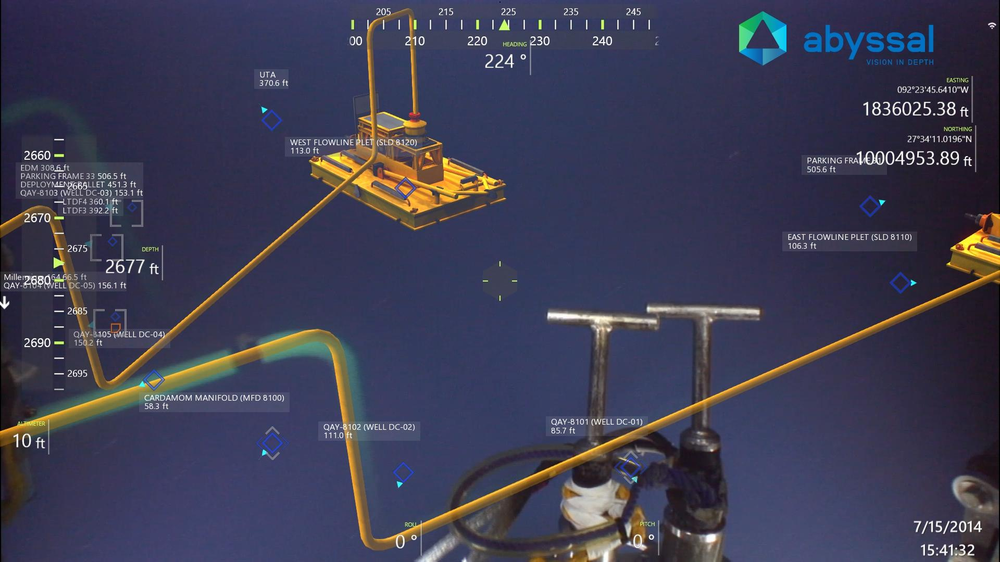 205 215 225 235 245
210 220 230 240
HEADING
224 °
abyssal
VISION IN DEPTH
UTA
370.6 ft
EASTING
092°23'45.6410"W
1836025.38 ft
NORTHING
27°34'11.0196"N
10004953.89 ft
WEST FLOWLINE PLET (SLD 8120)
113.0 ft
PARKING FRAME 31
505.6 ft
2660
EDM 308.6 ft
PARKING FRAME 33 506.5 ft
DEPLOYMENT PALLET 451.3 ft
2665
QAY-8103 (WELL DC-03) 153.1 ft
LTDF4 360.1 ft
LTDF3 392.2 ft
2670
EAST FLOWLINE PLET (SLD 8110)
106.3 ft
2675
DEPTH
2677 ft
Millennium 164 66.5 ft
2680
QAY-8104 (WELL DC-05) 156.1 ft
2685
QAY-8105 (WELL DC-04)
150.2 ft
2690
2695
CARDAMOM MANIFOLD (MFD 8100)
58.3 ft
ALTIMETER
10 ft
QAY-8102 (WELL DC-02)
111.0 ft
QAY-8101 (WELL DC-01)
85.7 ft
ROLL
0 °
PITCH
0 °
7/15/2014
15:41:32